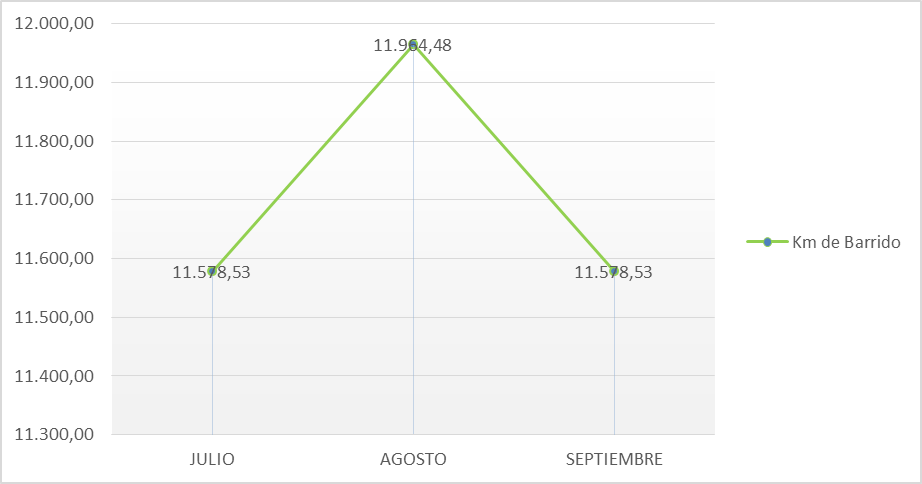 12.000,00
11.964,48
11.900,00
11.800,00
11.700,00
11.600,00
11.578,53
11.578,53
11.500,00
11.400,00
11.300,00
JULIO
AGOSTO
SEPTIEMBRE
Km de Barrido